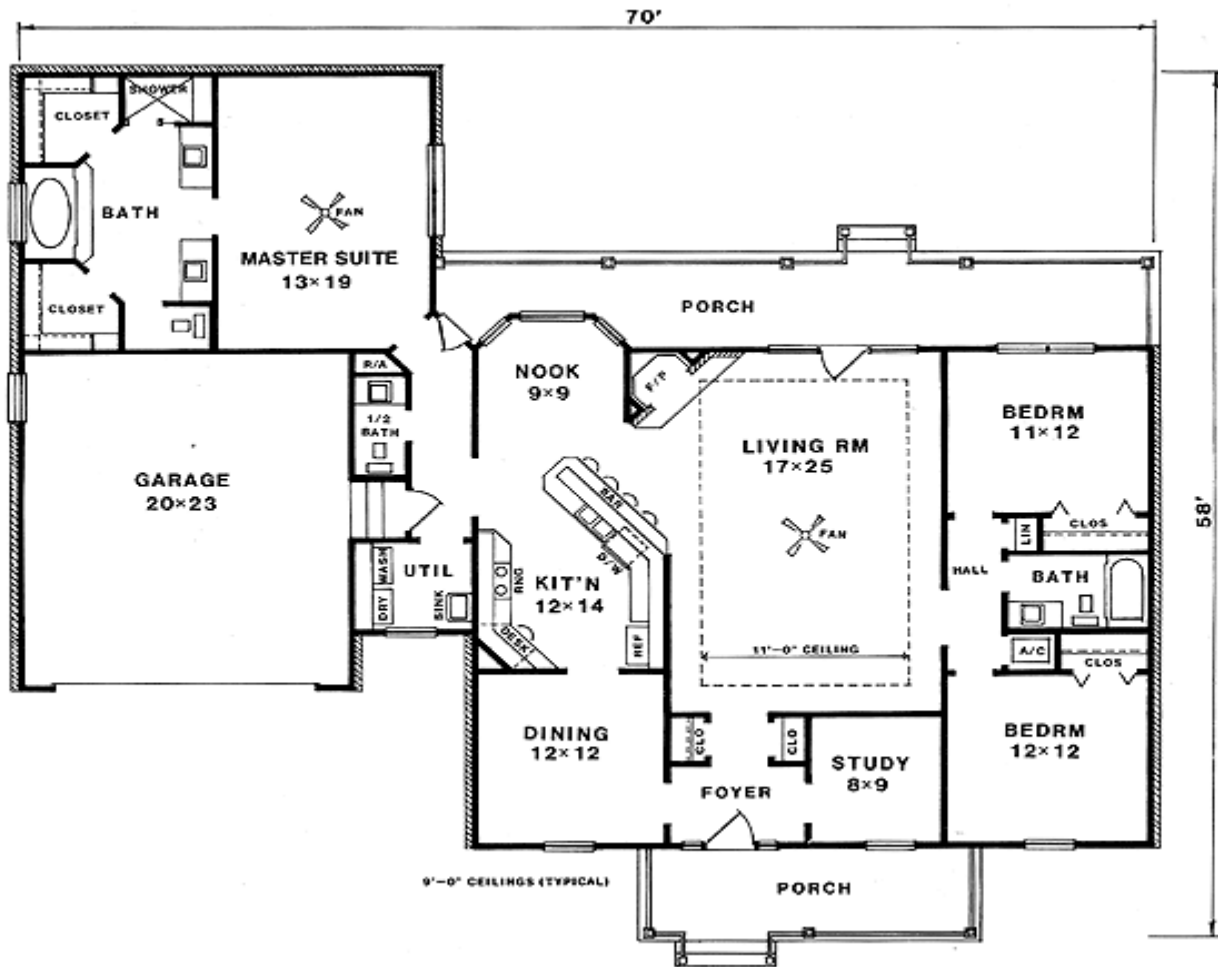 70'
SHOWER
CLOSET
BATH
FAN
MASTER SUITE
13×19
CLOSET
PORCH
R/A
NOOK
9×9
F/P
1/2
BATH
LIVING RM
17×25
BEDRM
11×12
GARAGE
20×23
BAR
FAN
58'
CLOS
LIN
D/W
WASH
UTIL
RNG
KIT'N
12×14
HALL
BATH
DRY
SINK
DESK
REF
11'-0" CEILING
A/C
CLOS
DINING
12×12
CLO
CLO
STUDY
8×9
BEDRM
12×12
FOYER
9'-0" CEILINGS (TYPICAL)
PORCH